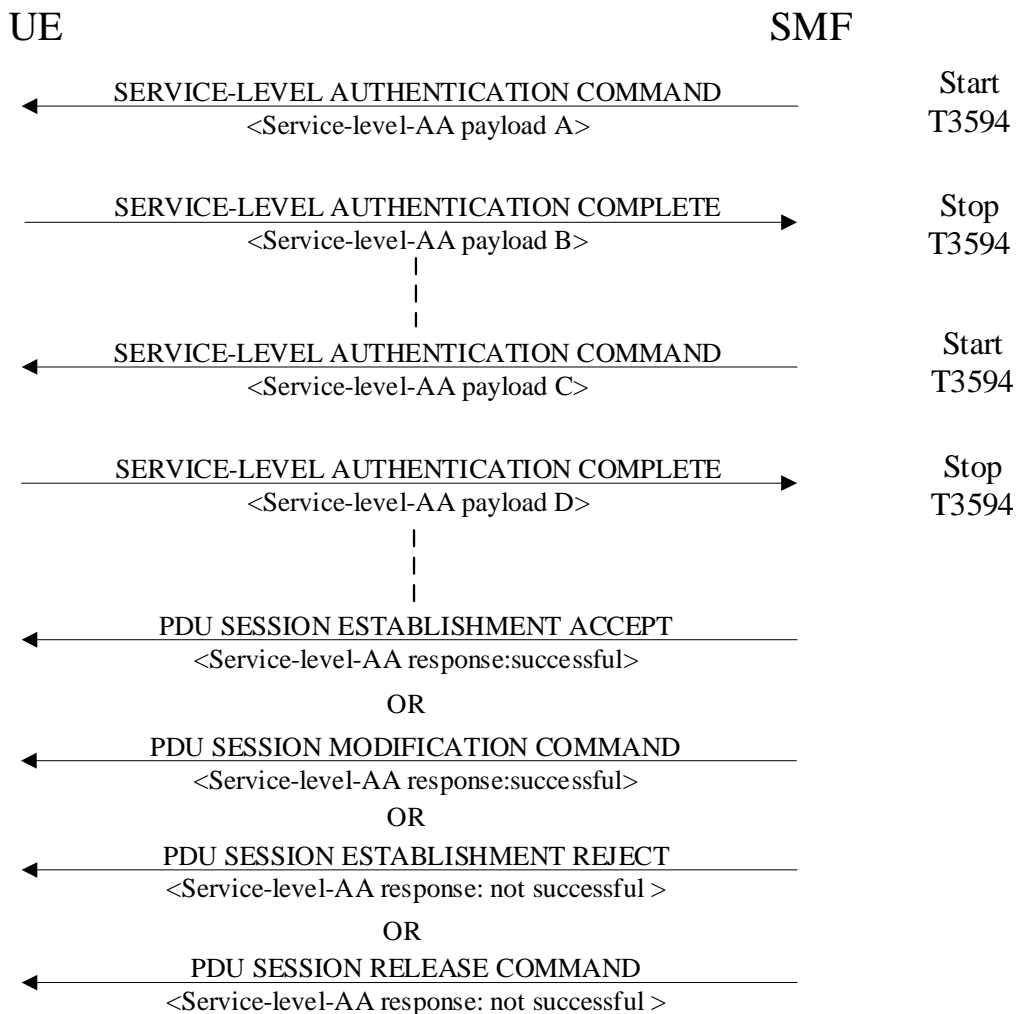 UE SMF
SERVICE-LEVEL AUTHENTICATION COMMAND Start
<Service-level-AA payload A> T3594
SERVICE-LEVEL AUTHENTICATION COMPLETE Stop
<Service-level-AA payload B> T3594
SERVICE-LEVEL AUTHENTICATION COMMAND Start
<Service-level-AA payload C> T3594
SERVICE-LEVEL AUTHENTICATION COMPLETE Stop
<Service-level-AA payload D> T3594
PDU SESSION ESTABLISHMENT ACCEPT
<Service-level-AA response:successful>
OR
PDU SESSION MODIFICATION COMMAND
<Service-level-AA response:successful>
OR
PDU SESSION ESTABLISHMENT REJECT
<Service-level-AA response: not successful >
OR
PDU SESSION RELEASE COMMAND
<Service-level-AA response: not successful >